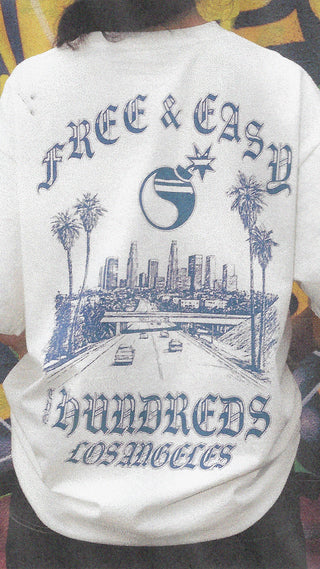 FREE & EASY
THE HUNDREDS
LOS ANGELES